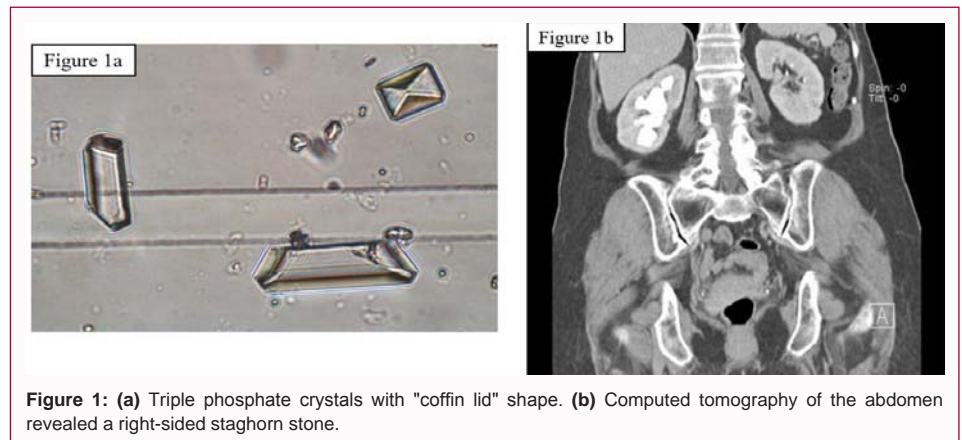 Figure 1a
Figure 1b
Spin: -0
Tilt: -0
A
Figure 1: (a) Triple phosphate crystals with "coffin lid" shape. (b) Computed tomography of the abdomen
revealed a right-sided staghorn stone.